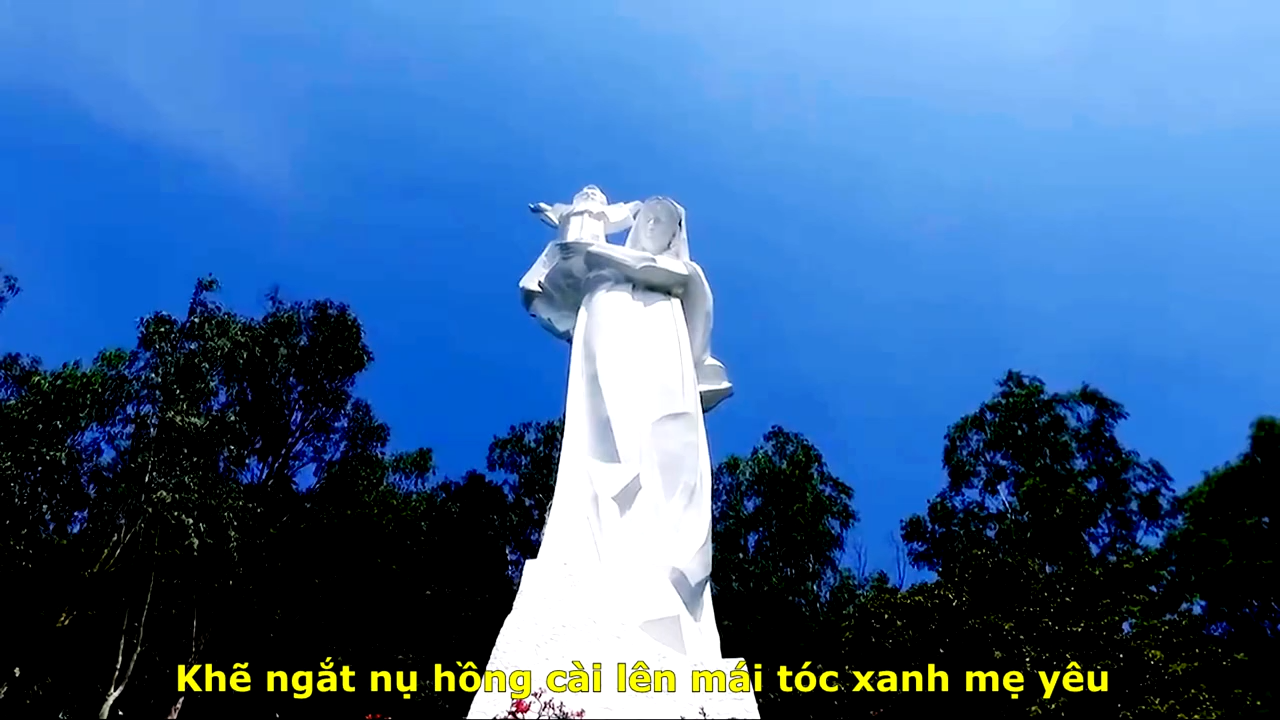 Khẽ ngắt nụ hồng cài lên mái tóc xanh mẹ yêu